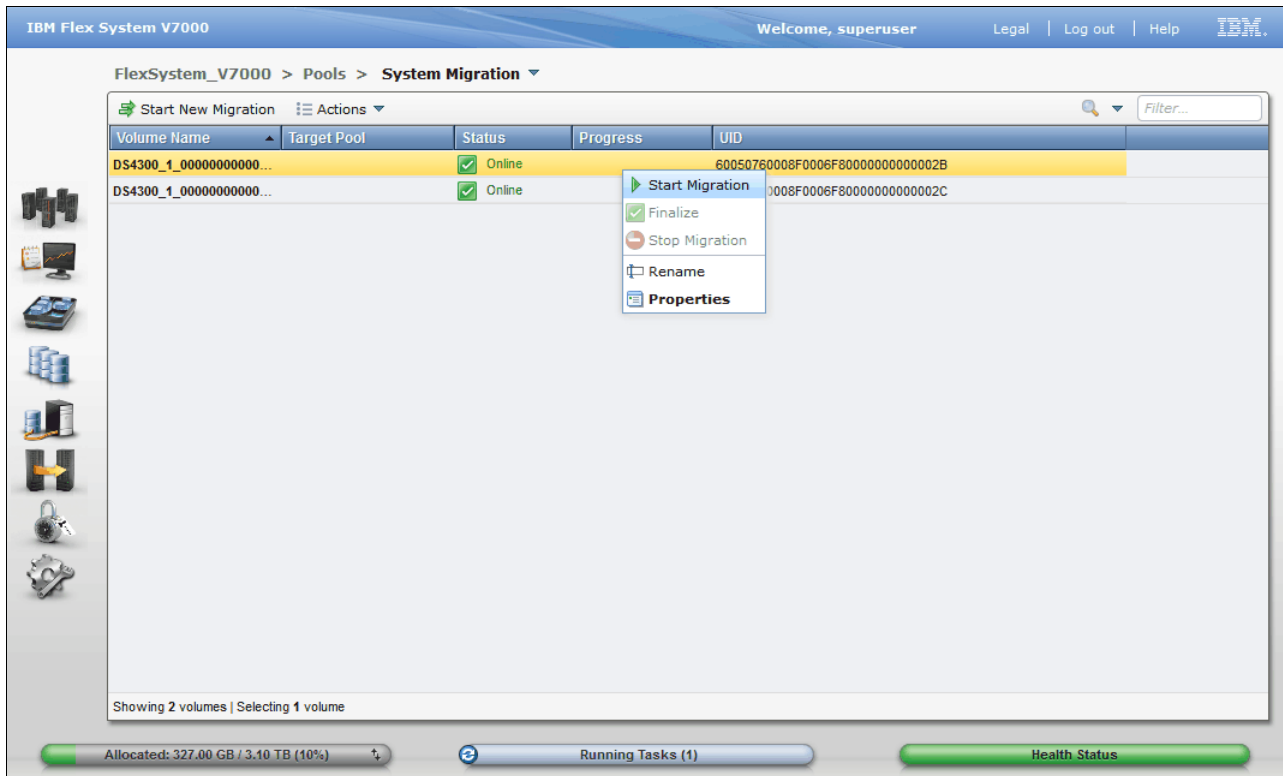 IBM Flex System V7000 Welcome, superuser Legal | Log out | Help IBM.
FlexSystem_V7000 > Pools > System Migration
Start New Migration Actions Filter...
Volume Name Target Pool Status Progress UID
DS4300_1_00000000000... Online 60050760008F0006F80000000000002B
DS4300_1_00000000000... Online 0008F0006F80000000000002C
Start Migration
Finalize
Stop Migration
Rename
Properties
Showing 2 volumes | Selecting 1 volume
Allocated: 327.00 GB / 3.10 TB (10%) Running Tasks (1) Health Status